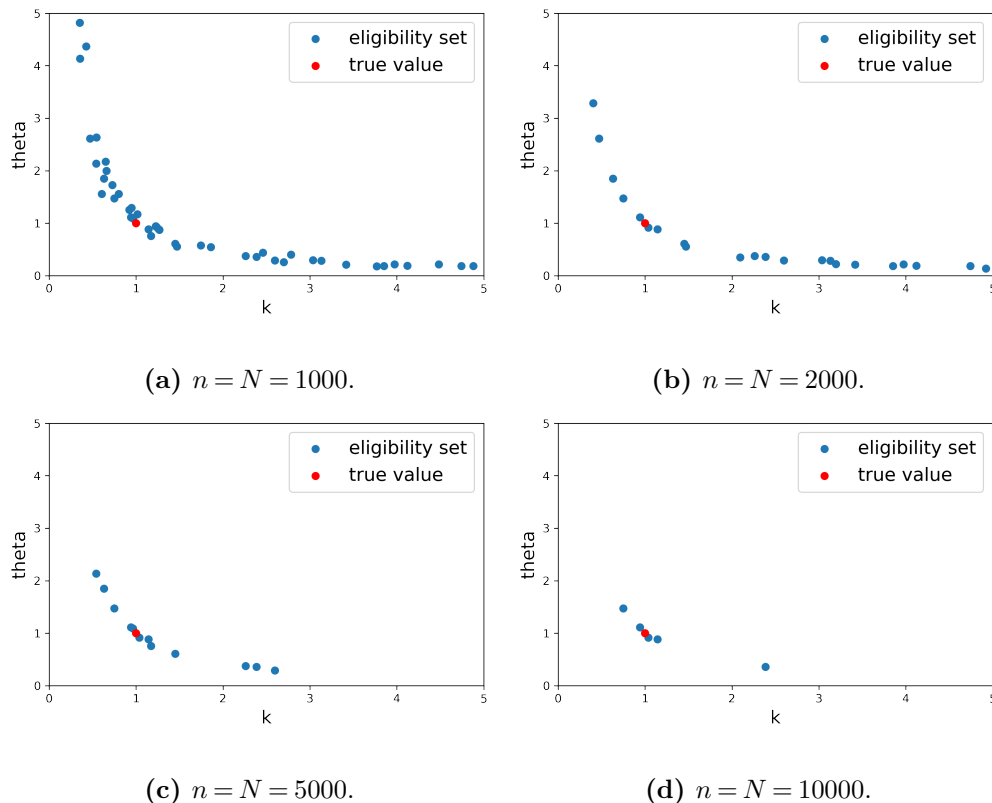 5
4
3
2
1
0
theta
0 1 2 3 4 5
k
eligibility set
true value
(a) n = N = 1000.
5
4
3
2
1
0
theta
0 1 2 3 4 5
k
eligibility set
true value
(b) n = N = 2000.
5
4
3
2
1
0
theta
0 1 2 3 4 5
k
eligibility set
true value
(c) n = N = 5000.
5
4
3
2
1
0
theta
0 1 2 3 4 5
k
eligibility set
true value
(d) n = N = 10000.